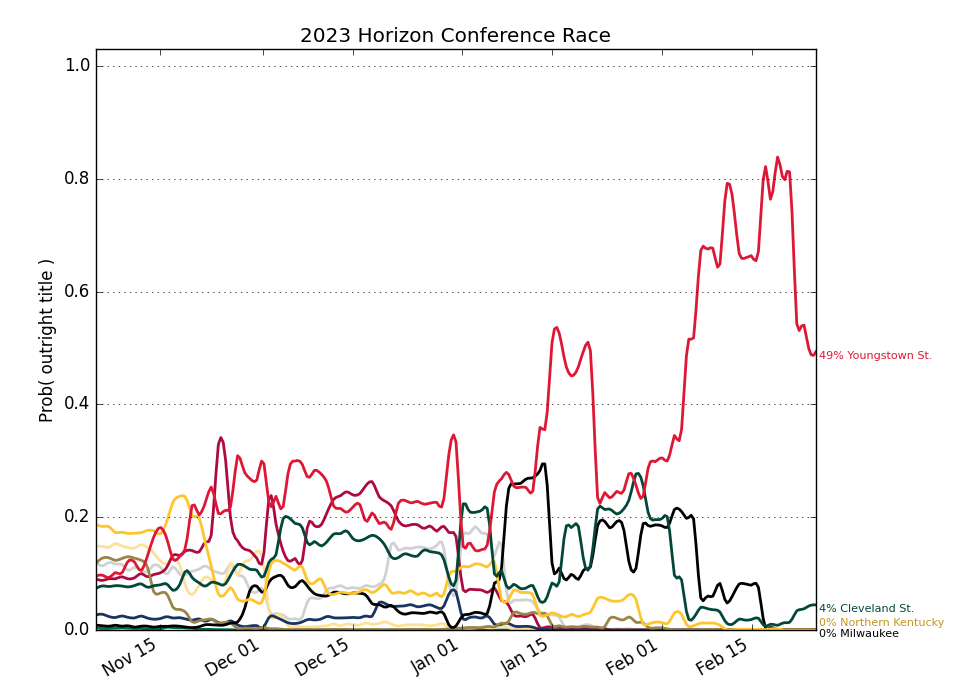 2023 Horizon Conference Race
Prob( outright title )
1.0
0.8
0.6
0.4
0.2
0.0
Nov 15
Dec 01
Dec 15
Jan 01
Jan 15
Feb 01
Feb 15
49% Youngstown St.
4% Cleveland St.
0% Northern Kentucky
0% Milwaukee